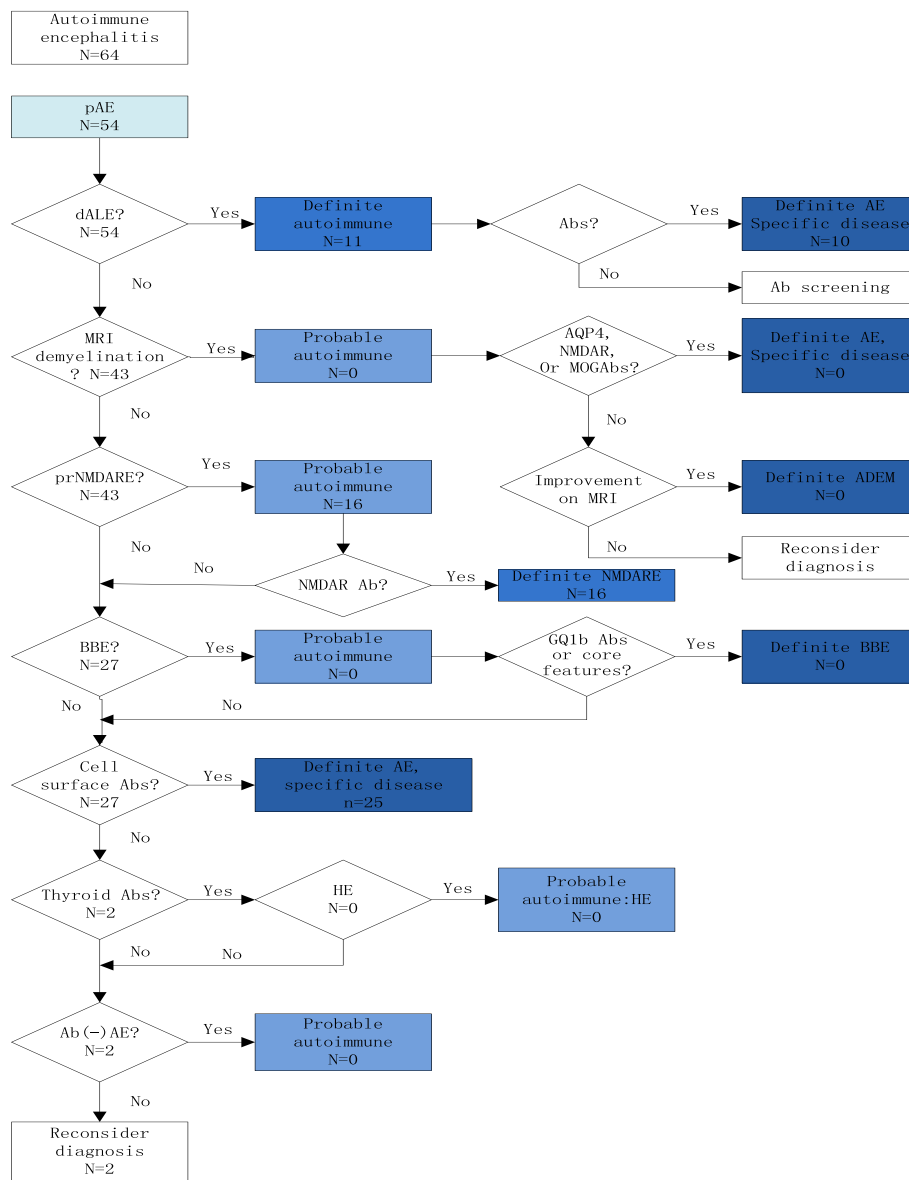 Autoimmune
encephalitis
N=64
pAE
N=54
dALE?
N=54
Yes
Definite
autoimmune
N=11
Abs?
Yes
Definite AE
Specific disease
N=10
No
Ab screening
No
MRI
demyelination
? N=43
Yes
Probable
autoimmune
N=0
AQP4,
NMDAR,
Or MOGAbs?
Yes
Definite AE,
Specific disease
N=0
No
No
prNMDARE?
N=43
Yes
Probable
autoimmune
N=16
Improvement
on MRI
Yes
Definite ADEM
N=0
No
Reconsider
diagnosis
No
No
NMDAR Ab?
Yes
Definite NMDARE
N=16
BBE?
N=27
Yes
Probable
autoimmune
N=0
GQ1b Abs
or core
features?
Yes
Definite BBE
N=0
No
No
Cell
surface Abs?
N=27
Yes
Definite AE,
specific disease
n=25
No
Thyroid Abs?
N=2
Yes
HE
N=0
Yes
Probable
autoimmune:HE
N=0
No
No
Ab(−)AE?
N=2
Yes
Probable
autoimmune
N=0
No
Reconsider
diagnosis
N=2